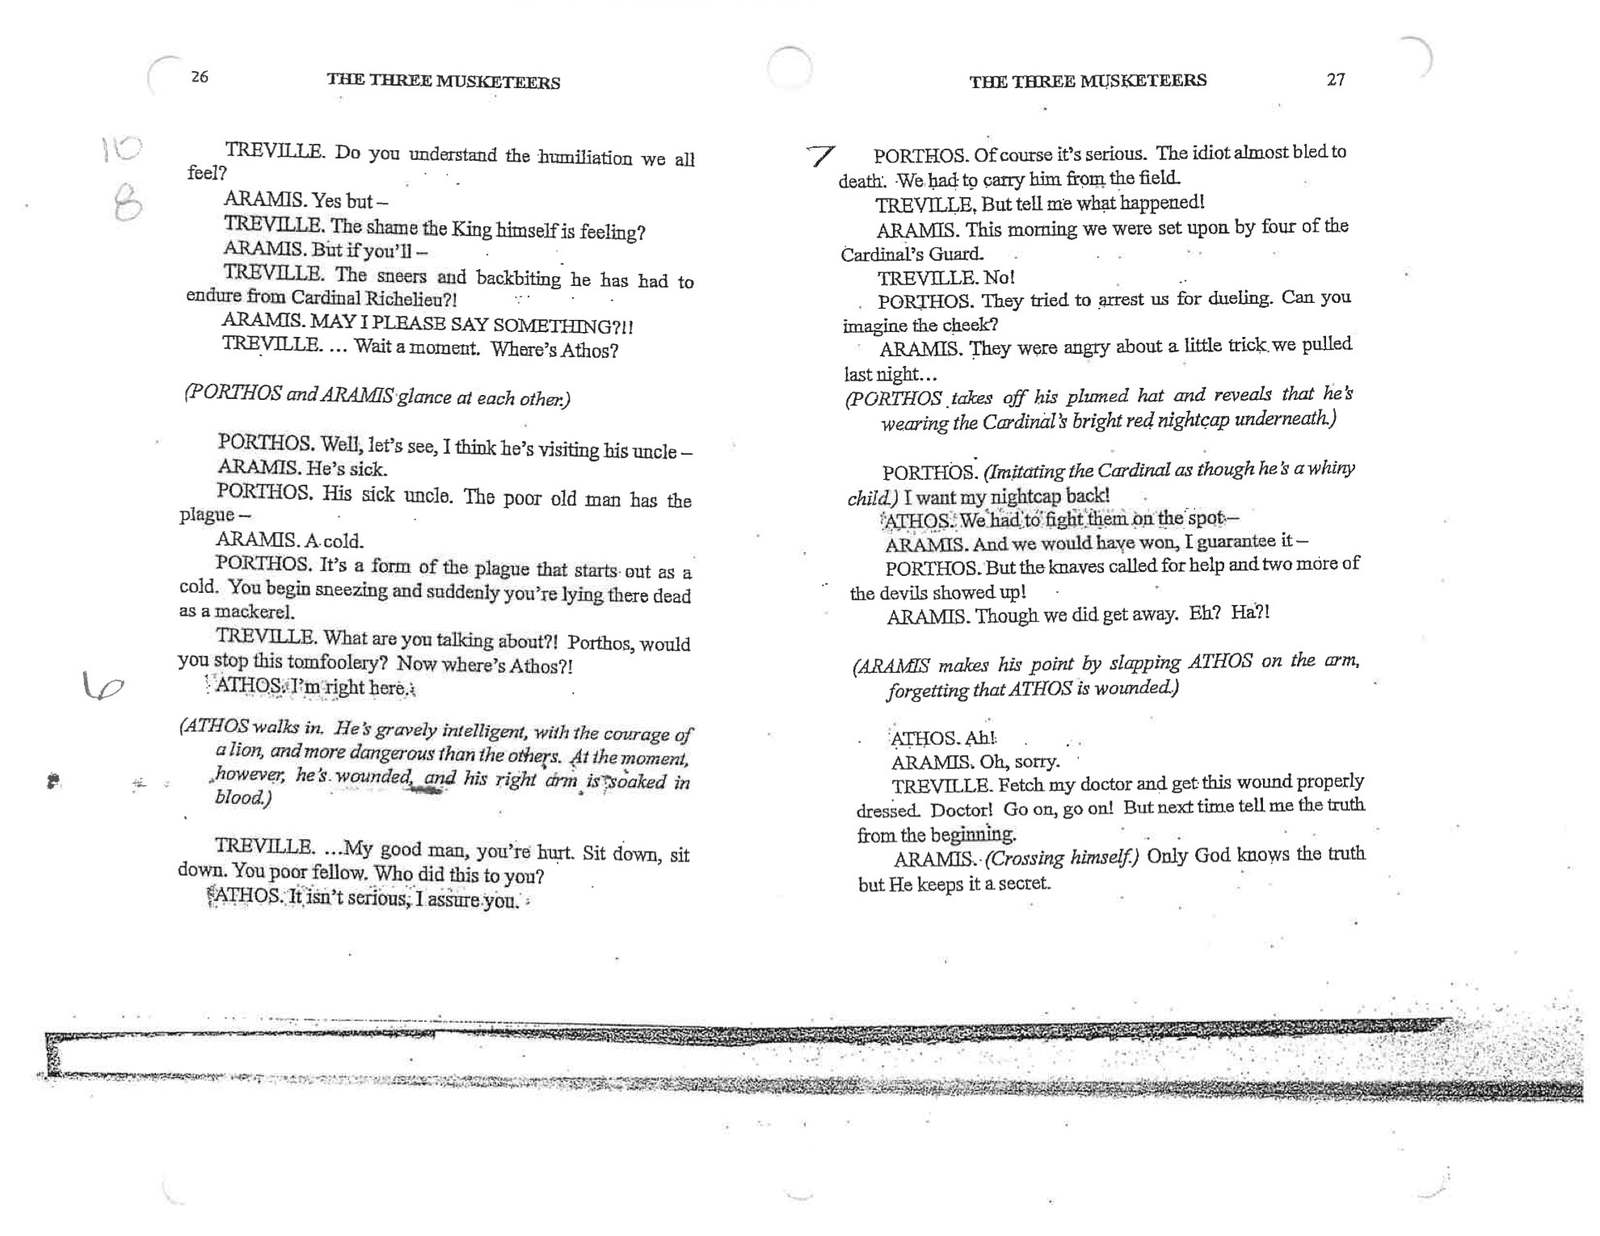 26 THE THREE MUSKETEERS
10
8
TREVILLE. Do you understand the humiliation we all
feel?
ARAMIS. Yes but –
TREVILLE. The shame the King himself is feeling?
ARAMIS. But if you'll –
TREVILLE. The sneers and backbiting he has had to
endure from Cardinal Richelieu?!
ARAMIS. MAY I PLEASE SAY SOMETHING?!!
TREVILLE. ... Wait a moment. Where's Athos?
(PORTHOS and ARAMIS glance at each other.)
PORTHOS. Well, let's see, I think he's visiting his uncle –
ARAMIS. He's sick.
PORTHOS. His sick uncle. The poor old man has the
plague –
ARAMIS. A cold.
PORTHOS. It's a form of the plague that starts out as a
cold. You begin sneezing and suddenly you're lying there dead
as a mackerel.
TREVILLE. What are you talking about?! Porthos, would
you stop this tomfoolery? Now where's Athos?!
6
ATHOS. I'm right here.
(ATHOS walks in. He's gravely intelligent, with the courage of
a lion, and more dangerous than the others. At the moment,
however, he's wounded, and his right arm is soaked in
blood.)
TREVILLE. ...My good man, you're hurt. Sit down, sit
down. You poor fellow. Who did this to you?
ATHOS. It isn't serious, I assure you.
THE THREE MUSKETEERS 27
7
PORTHOS. Of course it's serious. The idiot almost bled to
death. We had to carry him from the field.
TREVILLE, But tell me what happened!
ARAMIS. This morning we were set upon by four of the
Cardinal's Guard.
TREVILLE. No!
PORTHOS. They tried to arrest us for dueling. Can you
imagine the cheek?
ARAMIS. They were angry about a little trick we pulled
last night...
(PORTHOS takes off his plumed hat and reveals that he's
wearing the Cardinal's bright red nightcap underneath.)
PORTHOS. (Imitating the Cardinal as though he's a whiny
child.) I want my nightcap back!
ATHOS. We had to fight them on the spot –
ARAMIS. And we would have won, I guarantee it –
PORTHOS. But the knaves called for help and two more of
the devils showed up!
ARAMIS. Though we did get away. Eh? Ha?!
(ARAMIS makes his point by slapping ATHOS on the arm,
forgetting that ATHOS is wounded.)
ATHOS. Ah!
ARAMIS. Oh, sorry.
TREVILLE. Fetch my doctor and get this wound properly
dressed. Doctor! Go on, go on! But next time tell me the truth
from the beginning.
ARAMIS. (Crossing himself.) Only God knows the truth
but He keeps it a secret.